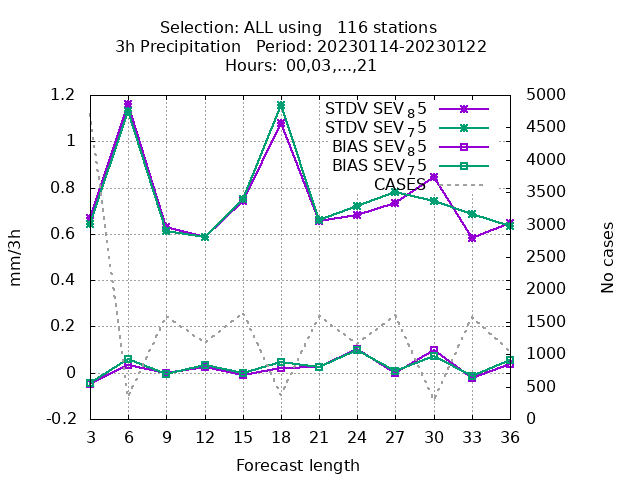 Selection: ALL using   116 stations
3h Precipitation   Period: 20230114-20230122
Hours:  00,03,...,21
STDV SEV 8 5
STDV SEV 7 5
BIAS SEV 8 5
BIAS SEV 7 5
CASES
1.2
1
0.8
0.6
0.4
0.2
0
-0.2
mm/3h
5000
4500
4000
3500
3000
2500
2000
1500
1000
500
0
No cases
3 6 9 12 15 18 21 24 27 30 33 36
Forecast length